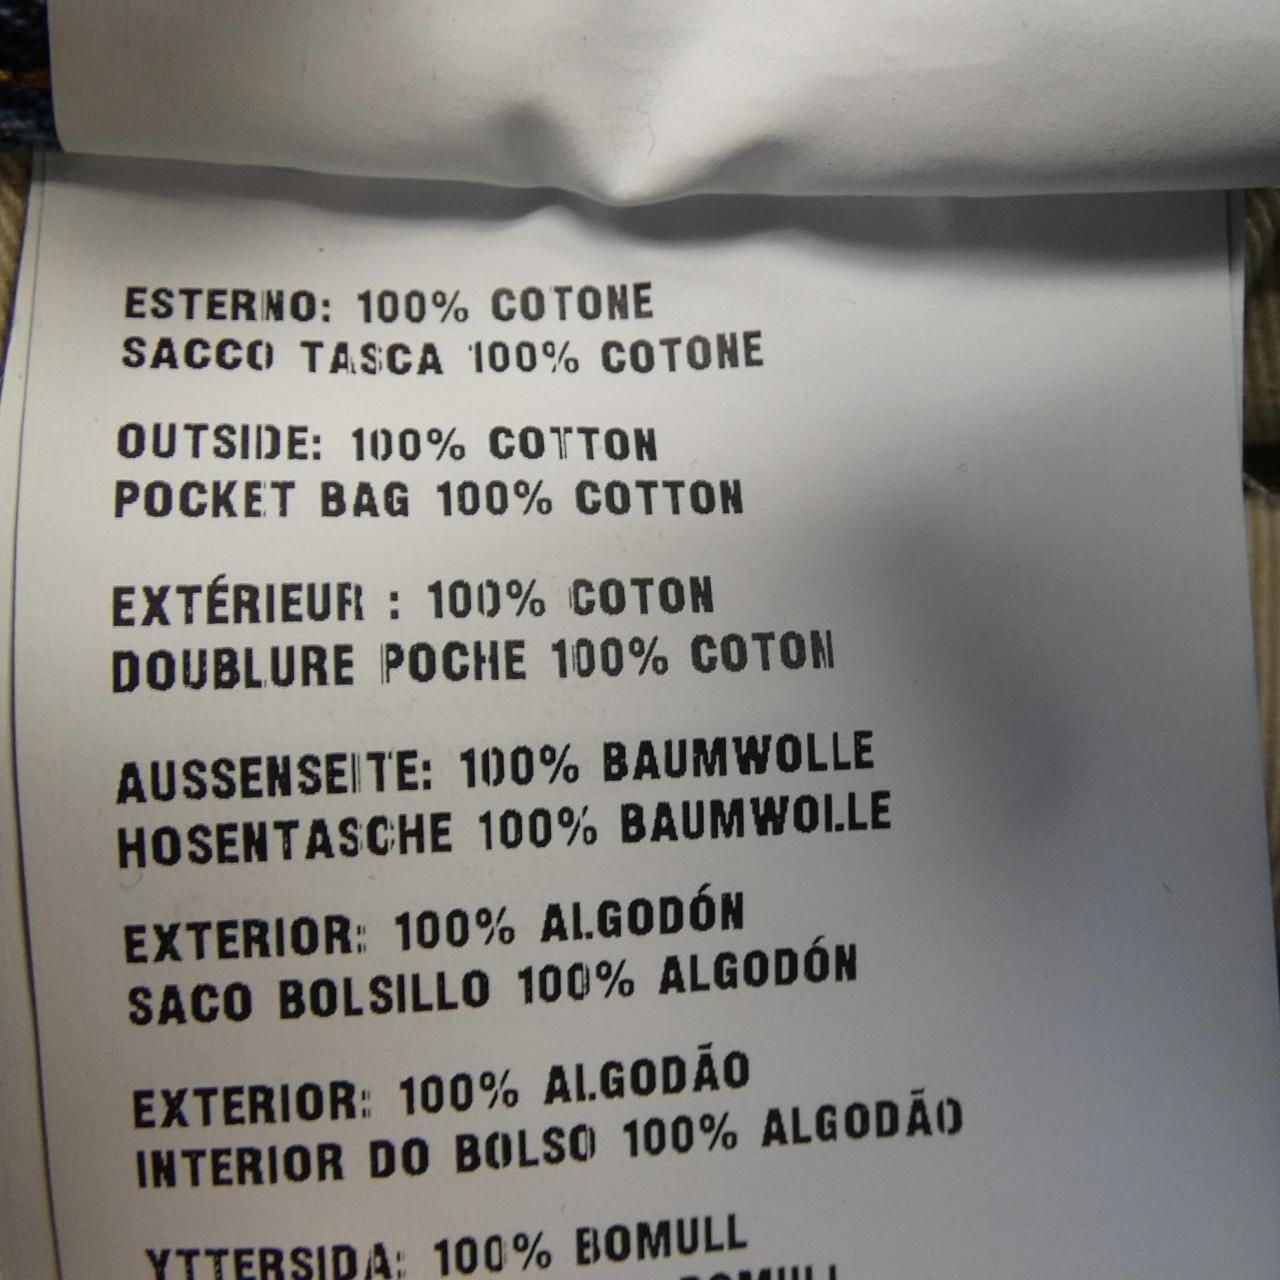 ESTERNO: 100% COTONE
SACCO TASCA 100% COTONE
OUTSIDE: 100% COTTON
POCKET BAG 100% COTTON
EXTÉRIEUR : 100% COTON
DOUBLURE POCHE 100% COTON
AUSSENSEITE: 100% BAUMWOLLE
HOSENTASCHE 100% BAUMWOLLE
EXTERIOR: 100% ALGODÓN
SACO BOLSILLO 100% ALGODÓN
EXTERIOR: 100% ALGODÃO
INTERIOR DO BOLSO 100% ALGODÃO
YTTERSIDA: 100% BOMULL
BOMULL